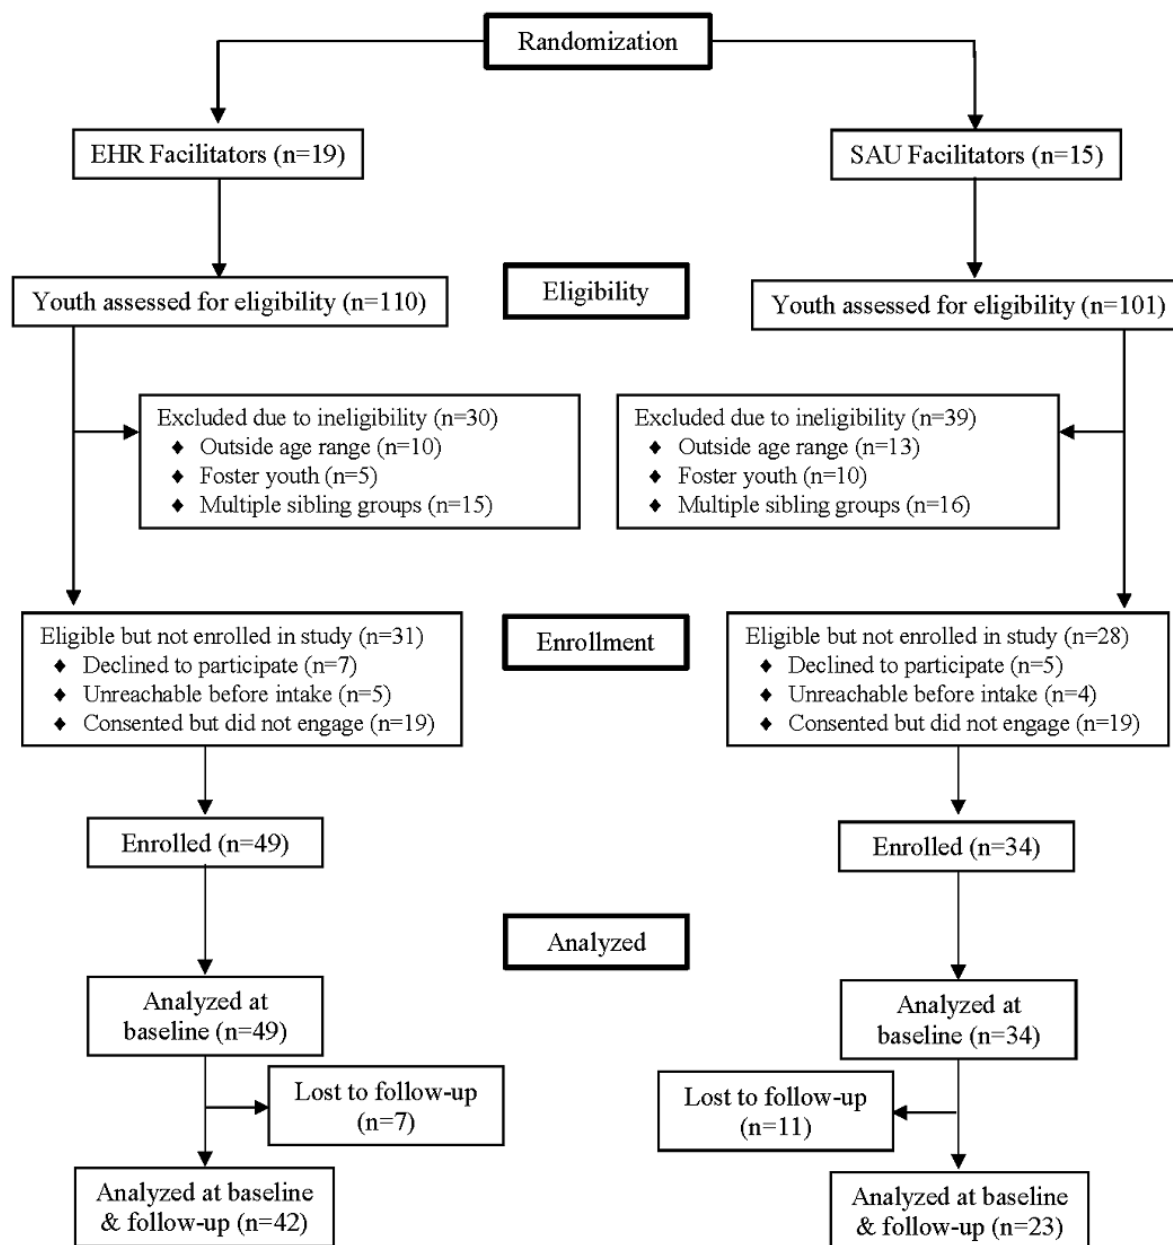 Randomization
EHR Facilitators (n=19)
SAU Facilitators (n=15)
Youth assessed for eligibility (n=110)
Eligibility
Youth assessed for eligibility (n=101)
Excluded due to ineligibility (n=30)
♦ Outside age range (n=10)
♦ Foster youth (n=5)
♦ Multiple sibling groups (n=15)
Excluded due to ineligibility (n=39)
♦ Outside age range (n=13)
♦ Foster youth (n=10)
♦ Multiple sibling groups (n=16)
Eligible but not enrolled in study (n=31)
♦ Declined to participate (n=7)
♦ Unreachable before intake (n=5)
♦ Consented but did not engage (n=19)
Enrollment
Eligible but not enrolled in study (n=28)
♦ Declined to participate (n=5)
♦ Unreachable before intake (n=4)
♦ Consented but did not engage (n=19)
Enrolled (n=49)
Enrolled (n=34)
Analyzed
Analyzed at
baseline (n=49)
Analyzed at
baseline (n=34)
Lost to follow-up
(n=7)
Lost to follow-up
(n=11)
Analyzed at baseline
& follow-up (n=42)
Analyzed at baseline
& follow-up (n=23)